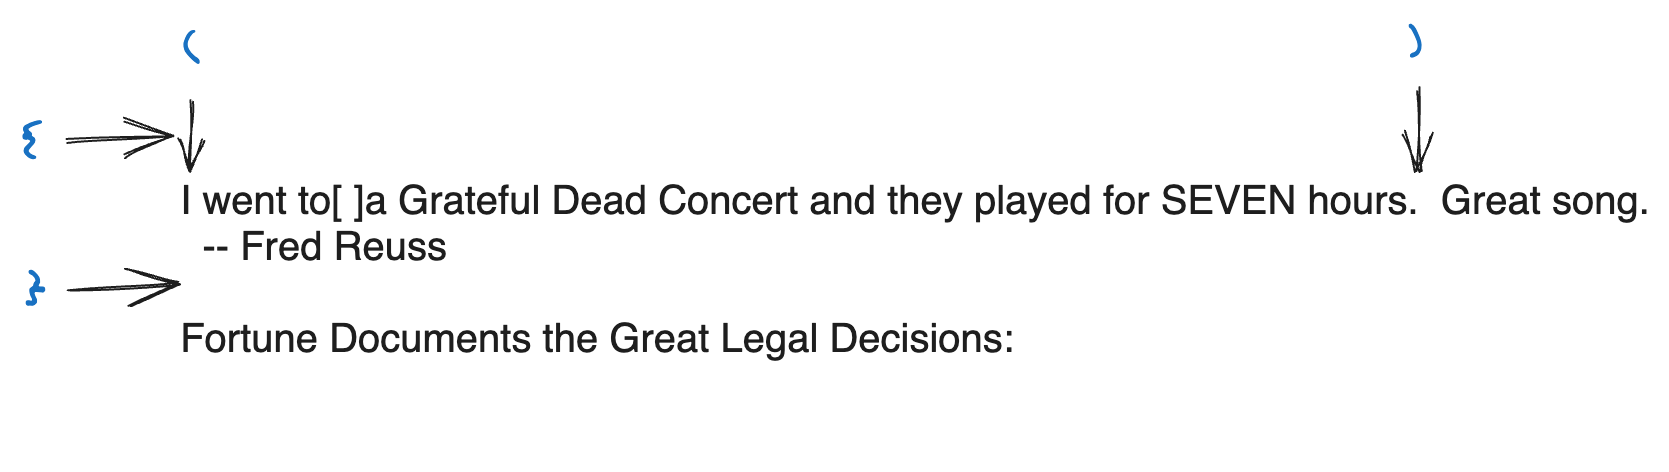 ( )
{
I went to[ ]a Grateful Dead Concert and they played for SEVEN hours.  Great song.
-- Fred Reuss
}
Fortune Documents the Great Legal Decisions: